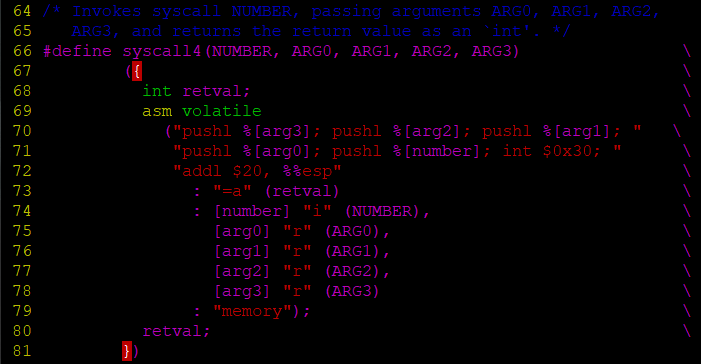 64 /* Invokes syscall NUMBER, passing arguments ARG0, ARG1, ARG2,
65    ARG3, and returns the return value as an `int'. */
66 #define syscall4(NUMBER, ARG0, ARG1, ARG2, ARG3)                \
67         ({                                                      \
68           int retval;                                           \
69           asm volatile                                          \
70             ("pushl %[arg3]; pushl %[arg2]; pushl %[arg1]; "   \
71              "pushl %[arg0]; pushl %[number]; int $0x30; "      \
72              "addl $20, %%esp"                                  \
73                : "=a" (retval)                                  \
74                : [number] "i" (NUMBER),                         \
75                  [arg0] "r" (ARG0),                             \
76                  [arg1] "r" (ARG1),                             \
77                  [arg2] "r" (ARG2),                             \
78                  [arg3] "r" (ARG3)                              \
79                : "memory");                                     \
80           retval;                                               \
81         })